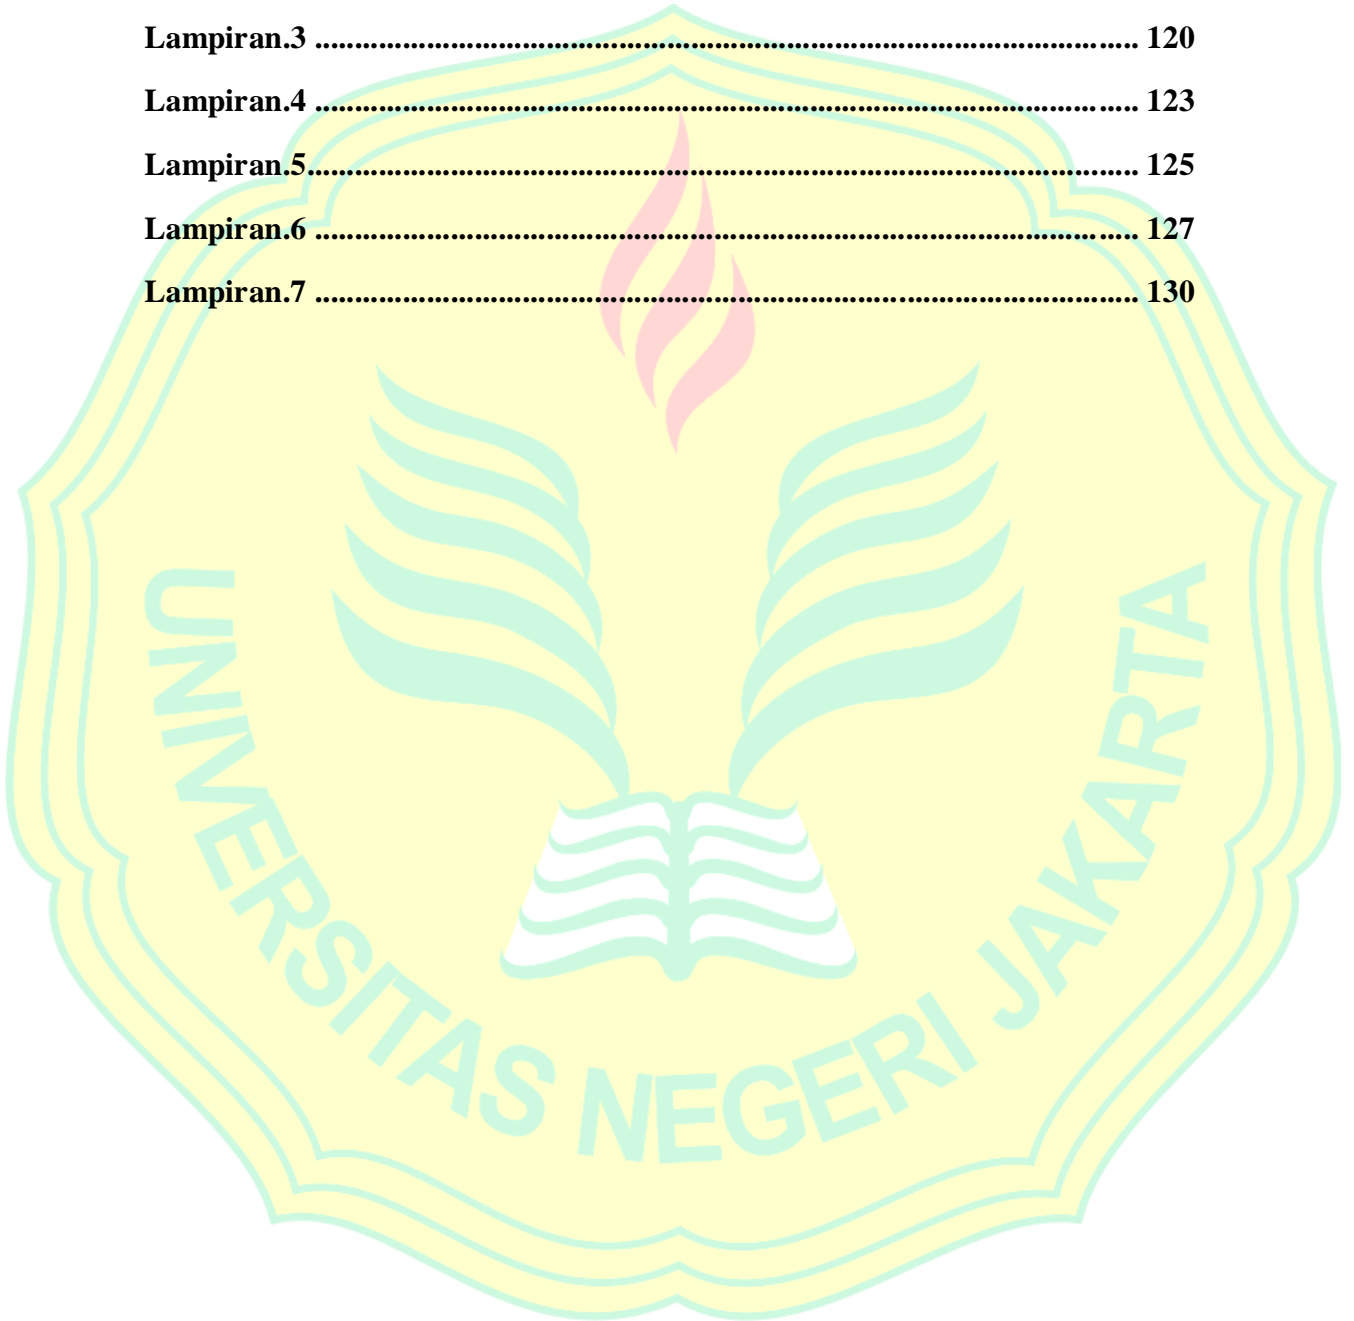 Lampiran.3 ........................................................................................................ 120
Lampiran.4 ........................................................................................................ 123
Lampiran.5......................................................................................................... 125
Lampiran.6 ........................................................................................................ 127
Lampiran.7 ........................................................................................................ 130
UNIVERSITAS NEGERI JAKARTA